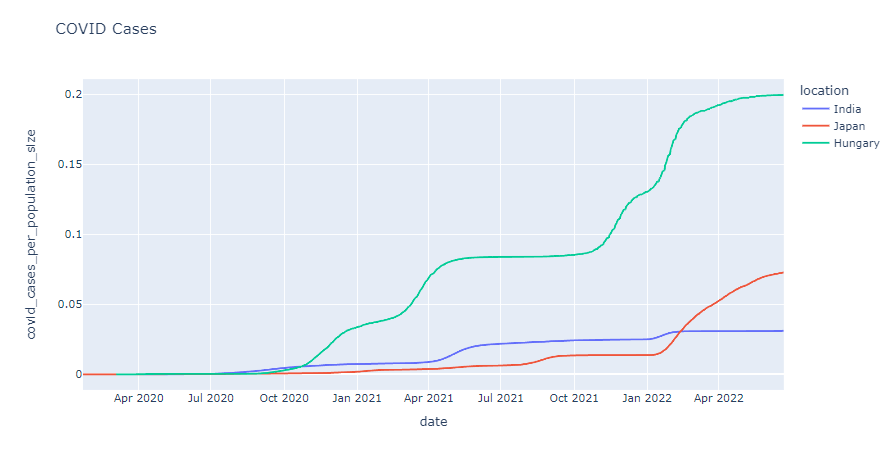 COVID Cases
covid_cases_per_population_size
0.2
0.15
0.1
0.05
0
Apr 2020 Jul 2020 Oct 2020 Jan 2021 Apr 2021 Jul 2021 Oct 2021 Jan 2022 Apr 2022
date
location
India
Japan
Hungary